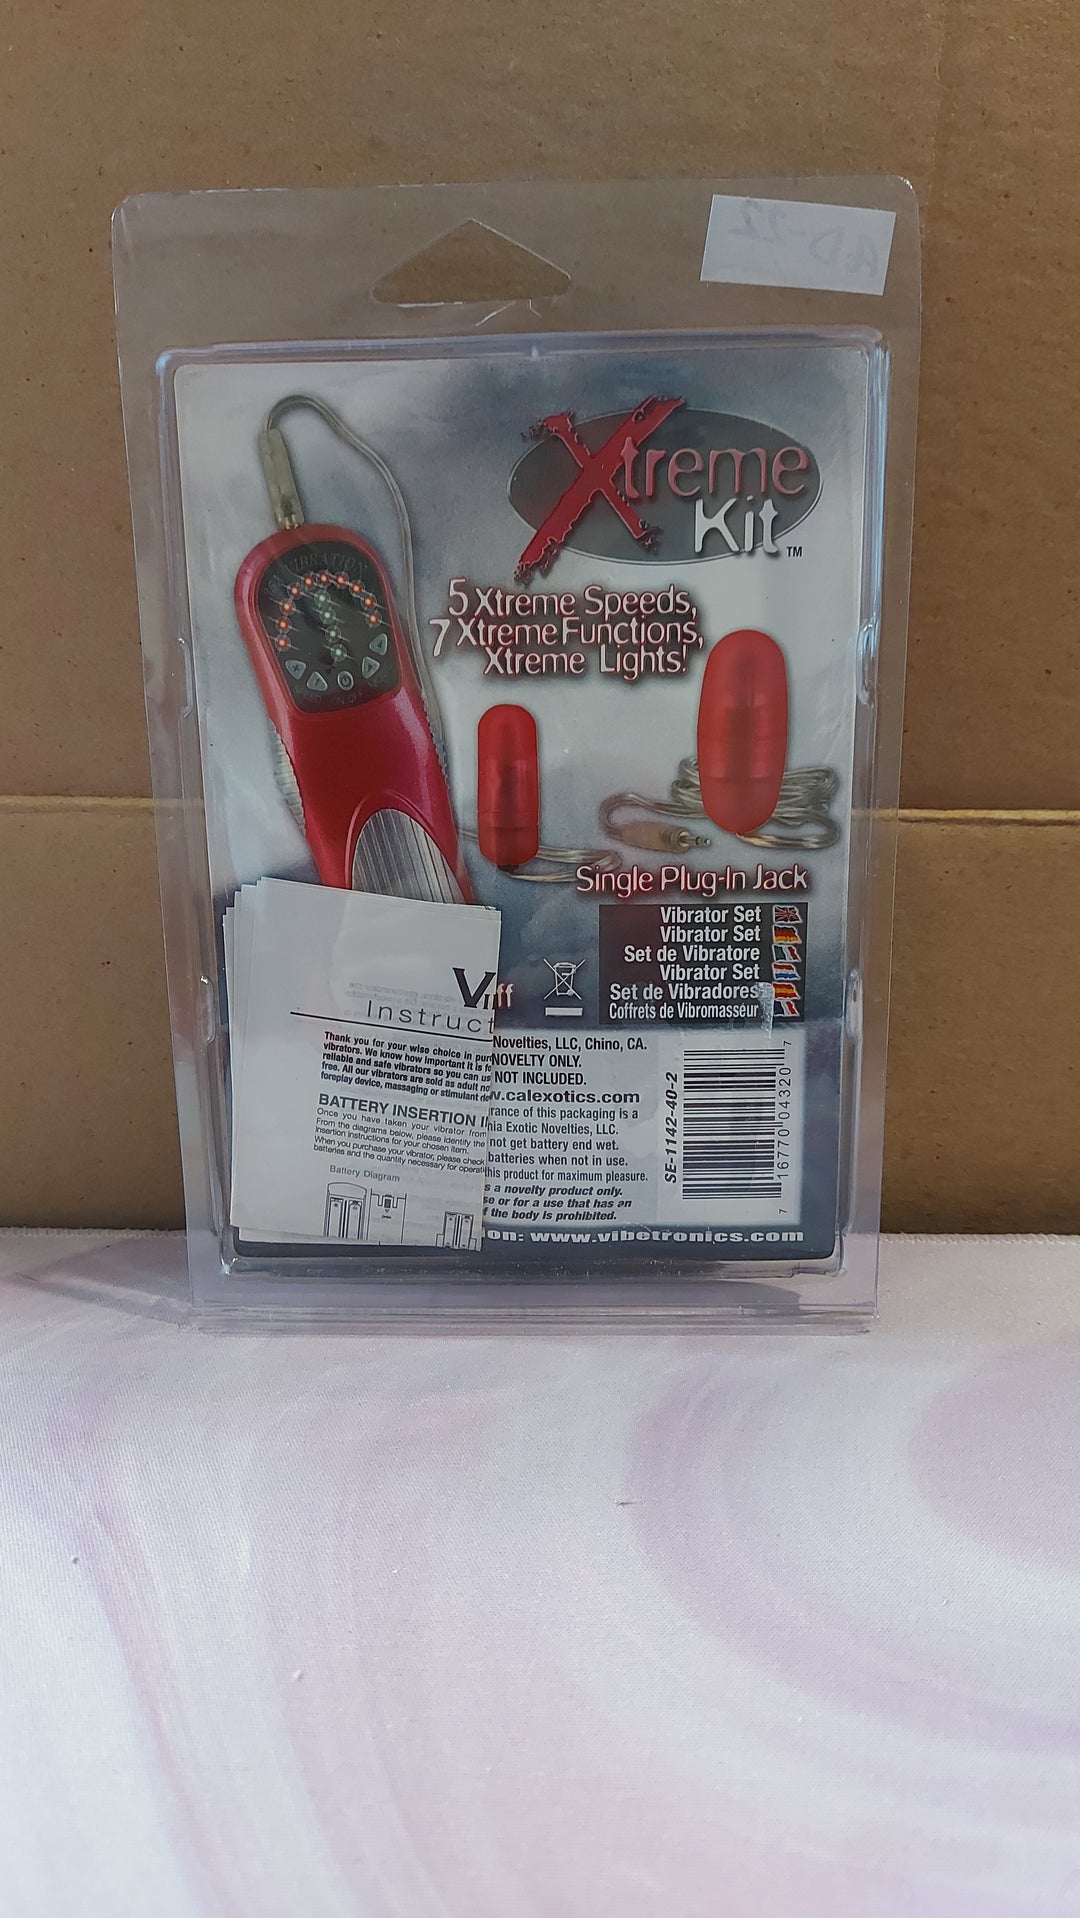 AD-22
Xtreme
Kit™
5 Xtreme Speeds,
7 Xtreme Functions,
Xtreme Lights!
VIBRATION
Single Plug-In Jack
Vibrator Set
Vibrator Set
Set de Vibratore
Vibrator Set
Set de Vibradores
Coffrets de Vibromasseur
Instruct
Thank you for your wise choice in pur
vibrators. We know how important it is fo
reliable and safe vibrators so you can us
free. All our vibrators are sold as adult no
foreplay device, massaging or stimulant de
BATTERY INSERTION I
Once you have taken your vibrator from
From the diagrams below, please identify the
insertion instructions for your chosen item.
When you purchase your vibrator, please check
batteries and the quantity necessary for operat
Battery Diagram
OPEN
Novelties, LLC, Chino, CA.
NOVELTY ONLY.
NOT INCLUDED.
w.calexotics.com
rance of this packaging is a
nia Exotic Novelties, LLC.
not get battery end wet.
batteries when not in use.
this product for maximum pleasure.
s a novelty product only.
se or for a use that has an
f the body is prohibited.
on: www.vibetronics.com
SE-1142-40-2
7 16770 04320 7